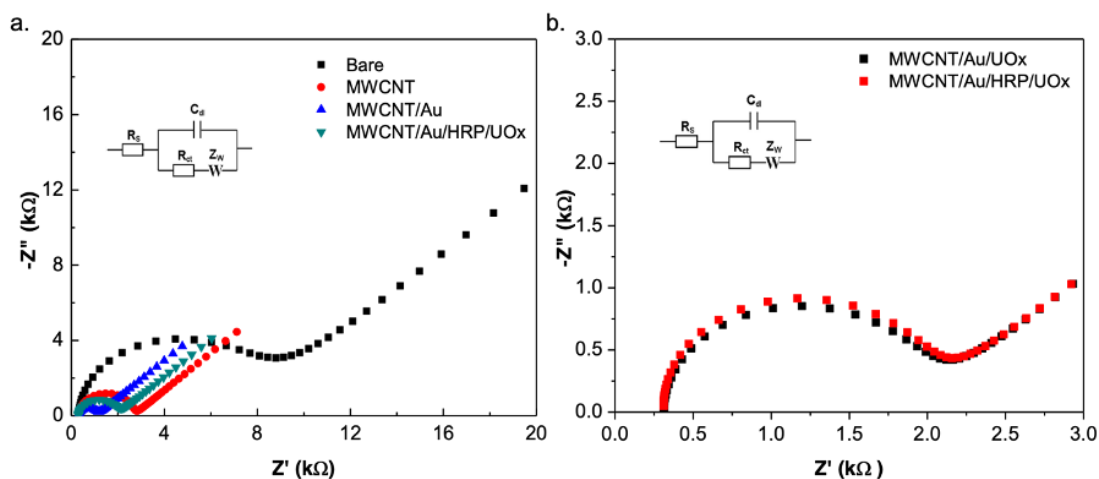 a.
-Z" (kΩ)
20
16
12
8
4
0
Bare
MWCNT
MWCNT/Au
MWCNT/Au/HRP/UOx
Cd
Rs
Rct
Zw
W
0 4 8 12 16 20
Z' (kΩ)
b.
-Z" (kΩ)
3.0
2.5
2.0
1.5
1.0
0.5
0.0
MWCNT/Au/UOx
MWCNT/Au/HRP/UOx
Cd
Rs
Rct
Zw
W
0.0 0.5 1.0 1.5 2.0 2.5 3.0
Z' (kΩ )